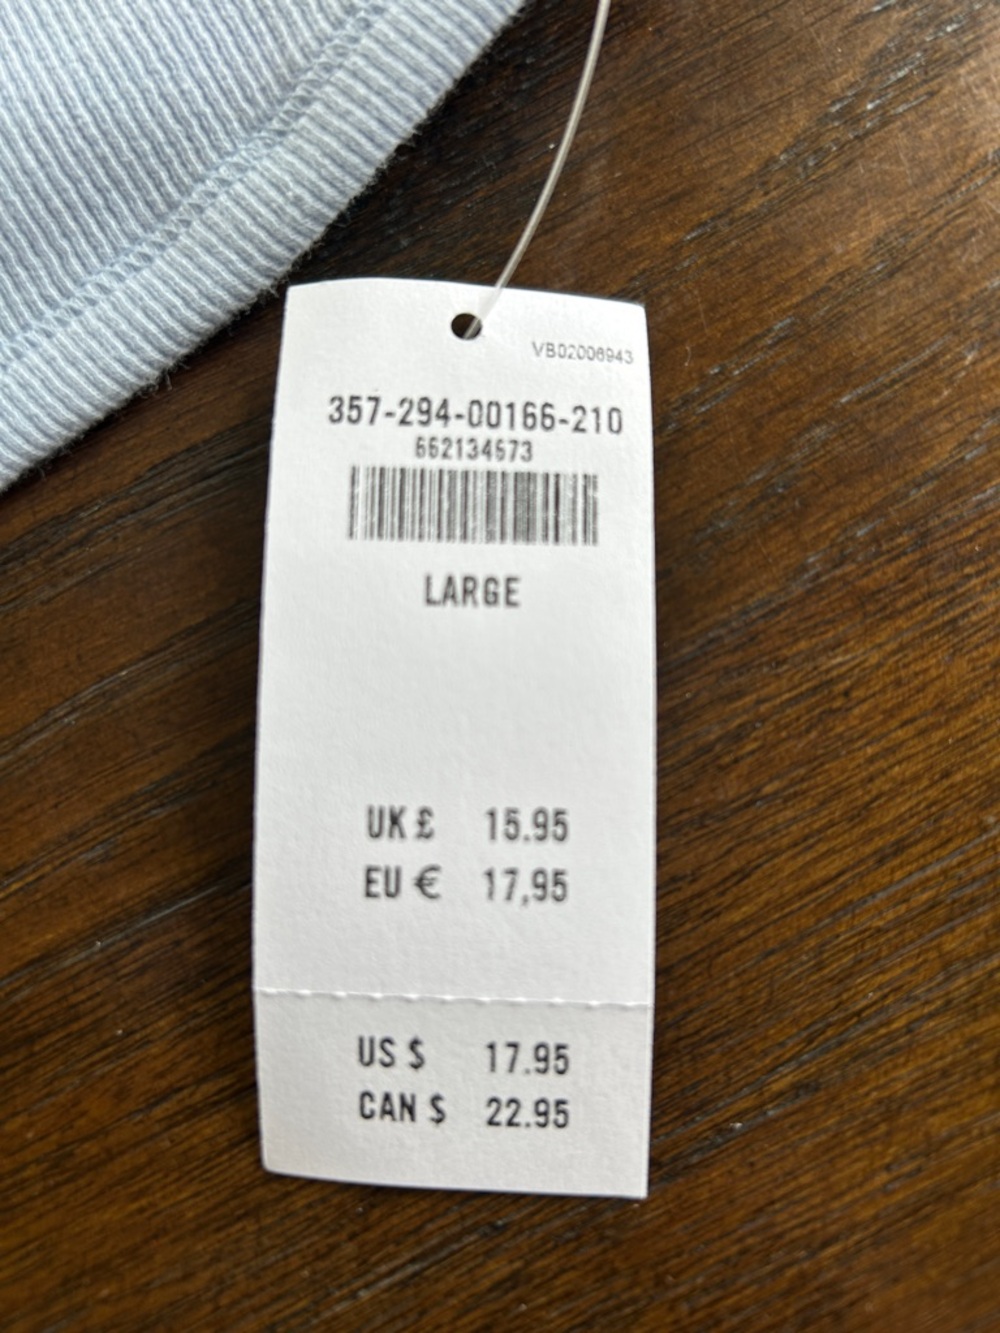 VB02006943
357-294-00166-210
662134673
LARGE
UK £ 15.95
EU € 17,95
US $ 17.95
CAN $ 22.95